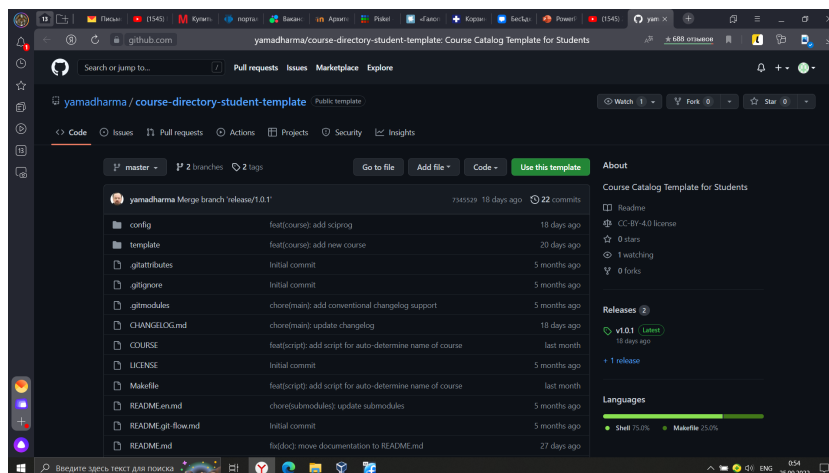 13
Письм
(1545)
Купить
портал
Вакан
Архите
Piskel
«Галоп
Корзин
Беседа
PowerP
(1545)
yam
github.com
yamadharma/course-directory-student-template: Course Catalog Template for Students
★ 688 отзывов
Search or jump to...
/
Pull requests Issues Marketplace Explore
yamadharma / course-directory-student-template Public template
Watch 1
Fork 0
Star 0
Code Issues Pull requests Actions Projects Security Insights
master 2 branches 2 tags
Go to file Add file Code Use this template
yamadharma Merge branch 'release/1.0.1' 7345529 18 days ago 22 commits
config feat(course): add sciprog 18 days ago
template feat(course): add new course 20 days ago
.gitattributes Initial commit 5 months ago
.gitignore Initial commit 5 months ago
.gitmodules chore(main): add conventional changelog support 5 months ago
CHANGELOG.md chore(main): update changelog 18 days ago
COURSE feat(script): add script for auto-determine name of course last month
LICENSE Initial commit 5 months ago
Makefile feat(script): add script for auto-determine name of course last month
README.en.md chore(submodules): update submodules 5 months ago
README.git-flow.md Initial commit 5 months ago
README.md fix(doc): move documentation to README.md 27 days ago
About
Course Catalog Template for Students
Readme
CC-BY-4.0 license
0 stars
1 watching
0 forks
Releases 2
v1.0.1 Latest
18 days ago
+ 1 release
Languages
Shell 75.0% Makefile 25.0%
Введите здесь текст для поиска
ENG
0:54